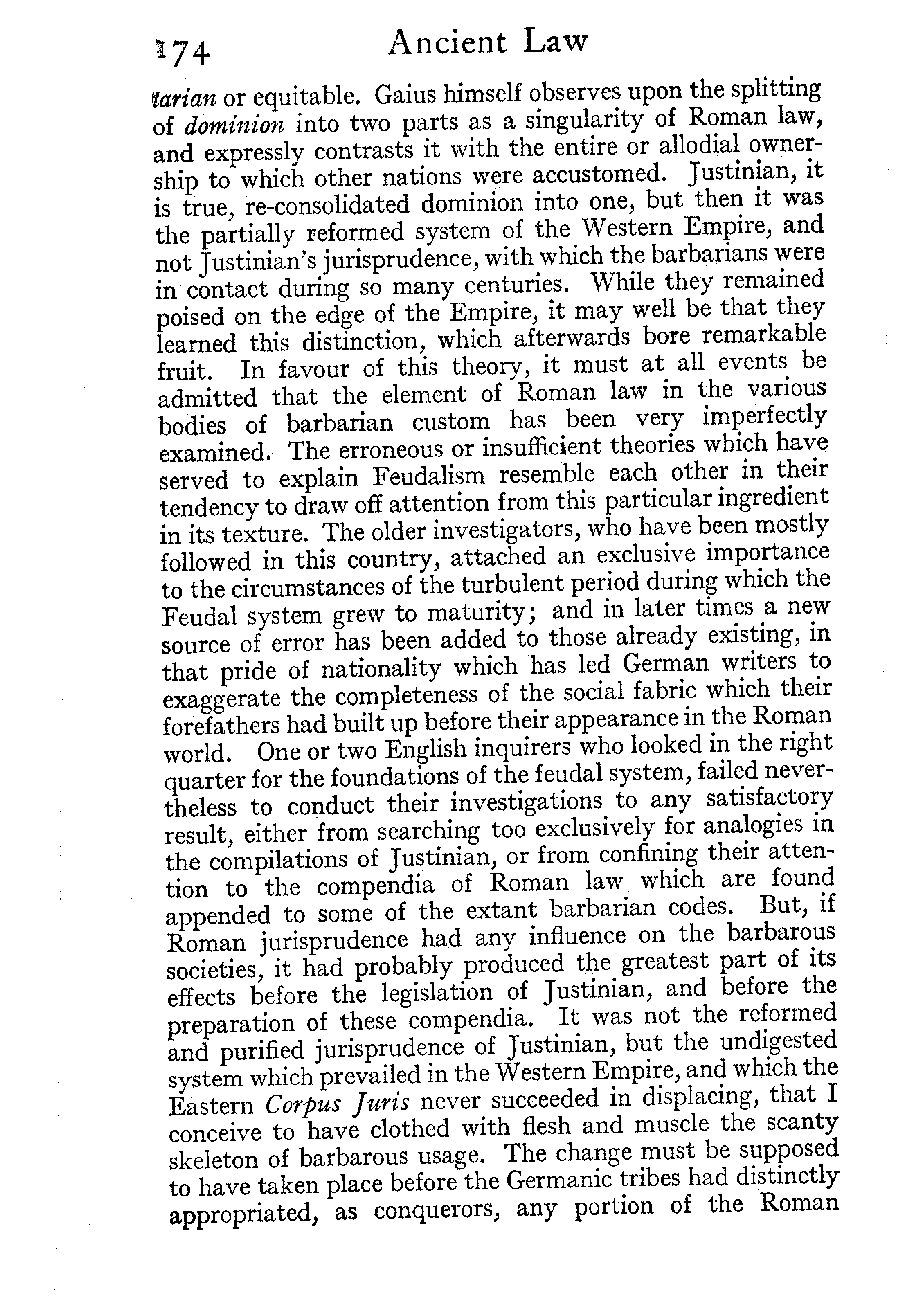 174 Ancient Law
tarian or equitable. Gaius himself observes upon the splitting
of dominion into two parts as a singularity of Roman law,
and expressly contrasts it with the entire or allodial owner-
ship to which other nations were accustomed. Justinian, it
is true, re-consolidated dominion into one, but then it was
the partially reformed system of the Western Empire, and
not Justinian's jurisprudence, with which the barbarians were
in contact during so many centuries. While they remained
poised on the edge of the Empire, it may well be that they
learned this distinction, which afterwards bore remarkable
fruit. In favour of this theory, it must at all events be
admitted that the element of Roman law in the various
bodies of barbarian custom has been very imperfectly
examined. The erroneous or insufficient theories which have
served to explain Feudalism resemble each other in their
tendency to draw off attention from this particular ingredient
in its texture. The older investigators, who have been mostly
followed in this country, attached an exclusive importance
to the circumstances of the turbulent period during which the
Feudal system grew to maturity; and in later times a new
source of error has been added to those already existing, in
that pride of nationality which has led German writers to
exaggerate the completeness of the social fabric which their
forefathers had built up before their appearance in the Roman
world. One or two English inquirers who looked in the right
quarter for the foundations of the feudal system, failed never-
theless to conduct their investigations to any satisfactory
result, either from searching too exclusively for analogies in
the compilations of Justinian, or from confining their atten-
tion to the compendia of Roman law which are found
appended to some of the extant barbarian codes. But, if
Roman jurisprudence had any influence on the barbarous
societies, it had probably produced the greatest part of its
effects before the legislation of Justinian, and before the
preparation of these compendia. It was not the reformed
and purified jurisprudence of Justinian, but the undigested
system which prevailed in the Western Empire, and which the
Eastern Corpus Juris never succeeded in displacing, that I
conceive to have clothed with flesh and muscle the scanty
skeleton of barbarous usage. The change must be supposed
to have taken place before the Germanic tribes had distinctly
appropriated, as conquerors, any portion of the Roman